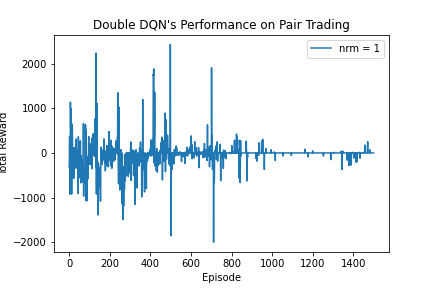 Double DQN's Performance on Pair Trading
nrm = 1
Total Reward
2000
1000
0
−1000
−2000
0 200 400 600 800 1000 1200 1400
Episode